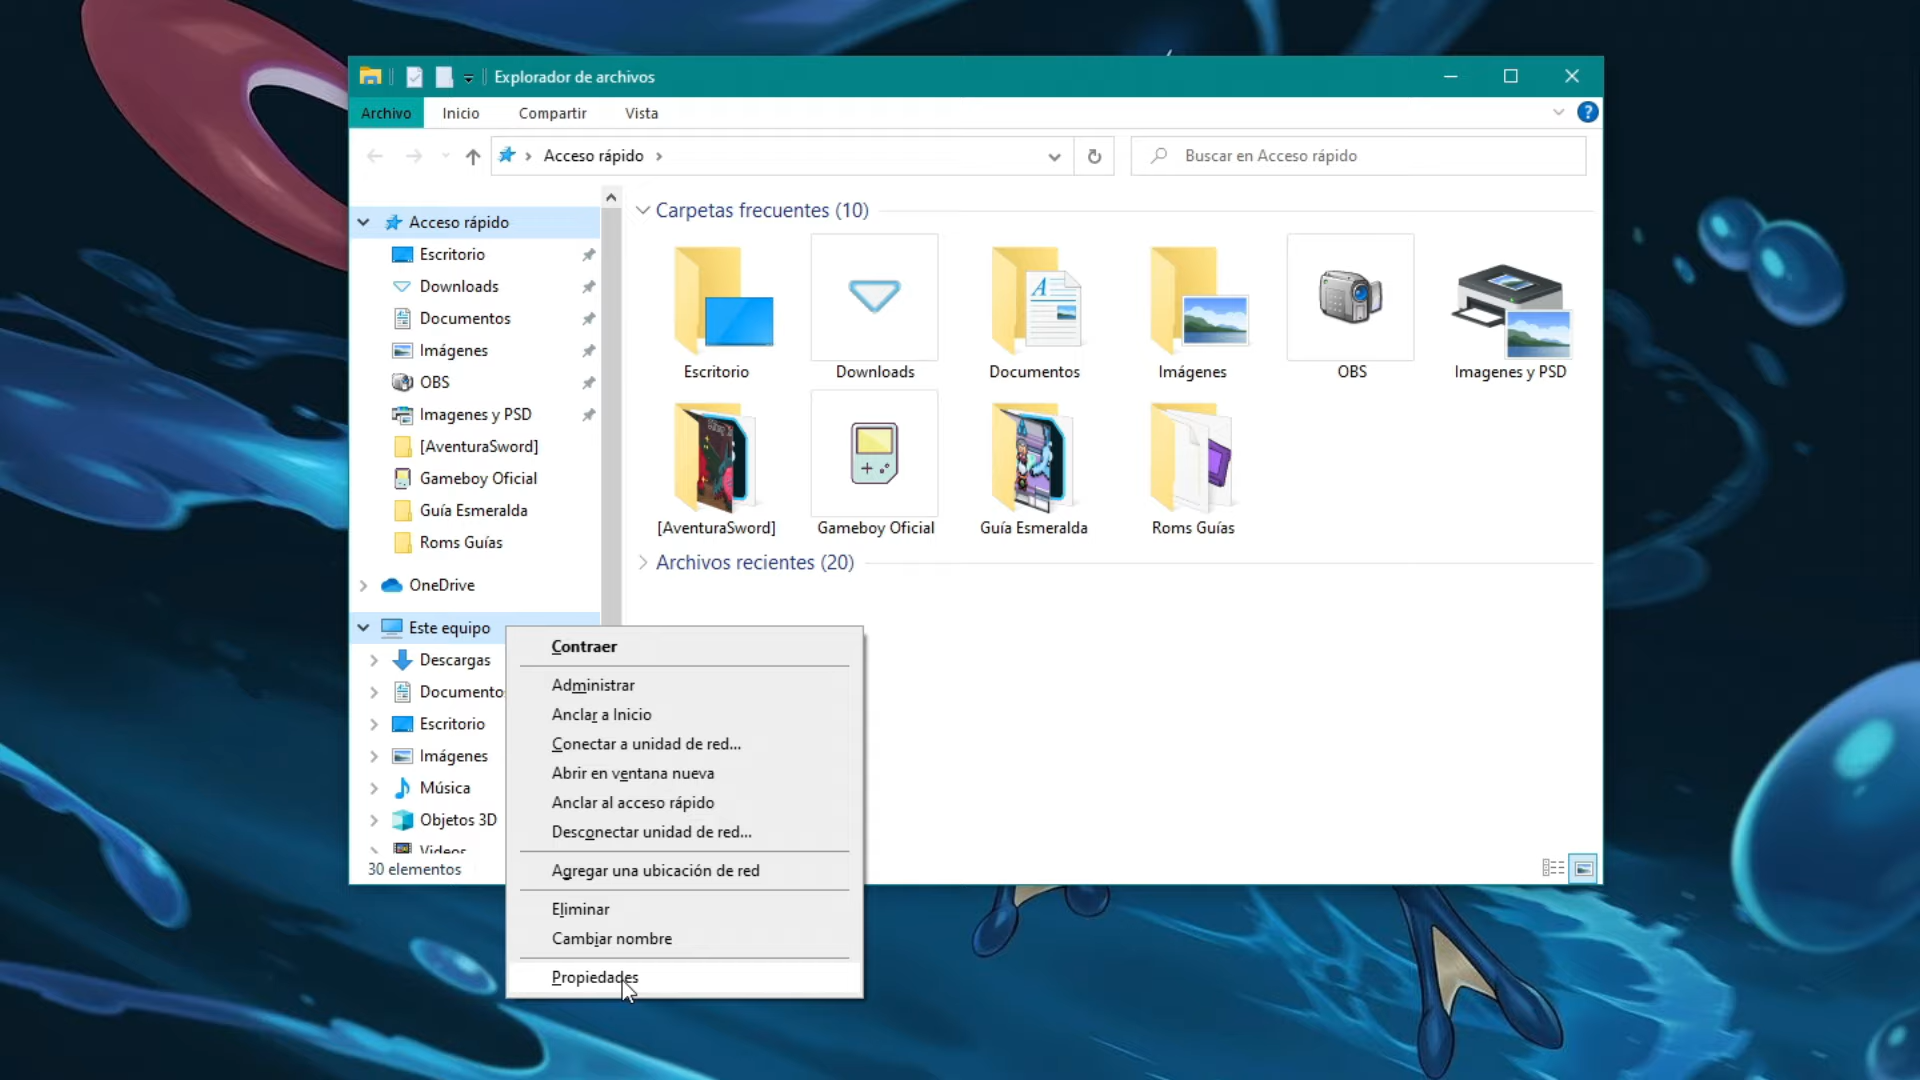 Explorador de archivos
Archivo Inicio Compartir Vista
Acceso rápido
Buscar en Acceso rápido
Acceso rápido
Escritorio
Downloads
Documentos
Imágenes
OBS
Imagenes y PSD
[AventuraSword]
Gameboy Oficial
Guía Esmeralda
Roms Guías
OneDrive
Este equipo
Descargas
Documento
Escritorio
Imágenes
Música
Objetos 3D
Videos
30 elementos
Carpetas frecuentes (10)
Escritorio Downloads Documentos Imágenes OBS Imagenes y PSD
[AventuraSword] Gameboy Oficial Guía Esmeralda Roms Guías
Archivos recientes (20)
Contraer
Administrar
Anclar a Inicio
Conectar a unidad de red...
Abrir en ventana nueva
Anclar al acceso rápido
Desconectar unidad de red...
Agregar una ubicación de red
Eliminar
Cambiar nombre
Propiedades